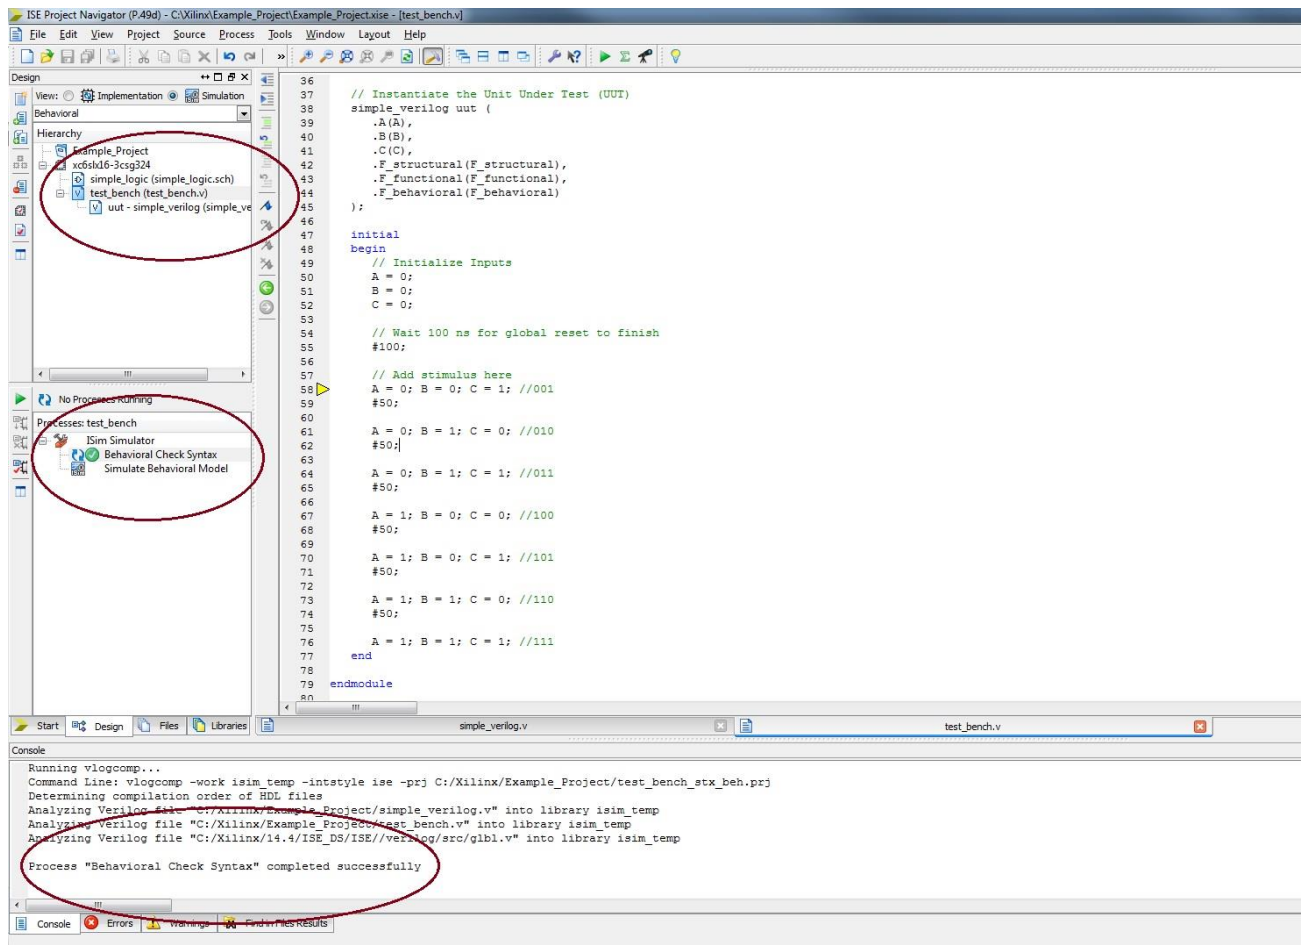 ISE Project Navigator (P.49d) - C:\Xilinx\Example_Project\Example_Project.xise - [test_bench.v]
File Edit View Project Source Process Tools Window Layout Help
Design
View: Implementation Simulation
Behavioral
Hierarchy
Example_Project
xc6slx16-3csg324
simple_logic (simple_logic.sch)
test_bench (test_bench.v)
uut - simple_verilog (simple_ve
No Processes Running
Processes: test_bench
ISim Simulator
Behavioral Check Syntax
Simulate Behavioral Model
Start Design Files Libraries
36
37 // Instantiate the Unit Under Test (UUT)
38 simple_verilog uut (
39 .A(A),
40 .B(B),
41 .C(C),
42 .F_structural(F_structural),
43 .F_functional(F_functional),
44 .F_behavioral(F_behavioral)
45 );
46
47 initial
48 begin
49 // Initialize Inputs
50 A = 0;
51 B = 0;
52 C = 0;
53
54 // Wait 100 ns for global reset to finish
55 #100;
56
57 // Add stimulus here
58 A = 0; B = 0; C = 1; //001
59 #50;
60
61 A = 0; B = 1; C = 0; //010
62 #50;
63
64 A = 0; B = 1; C = 1; //011
65 #50;
66
67 A = 1; B = 0; C = 0; //100
68 #50;
69
70 A = 1; B = 0; C = 1; //101
71 #50;
72
73 A = 1; B = 1; C = 0; //110
74 #50;
75
76 A = 1; B = 1; C = 1; //111
77 end
78
79 endmodule
80
simple_verilog.v test_bench.v
Console
Running vlogcomp...
Command Line: vlogcomp -work isim_temp -intstyle ise -prj C:/Xilinx/Example_Project/test_bench_stx_beh.prj
Determining compilation order of HDL files
Analyzing Verilog file "C:/Xilinx/Example_Project/simple_verilog.v" into library isim_temp
Analyzing Verilog file "C:/Xilinx/Example_Project/test_bench.v" into library isim_temp
Analyzing Verilog file "C:/Xilinx/14.4/ISE_DS/ISE//verilog/src/glbl.v" into library isim_temp
Process "Behavioral Check Syntax" completed successfully
Console Errors Warnings Find in Files Results